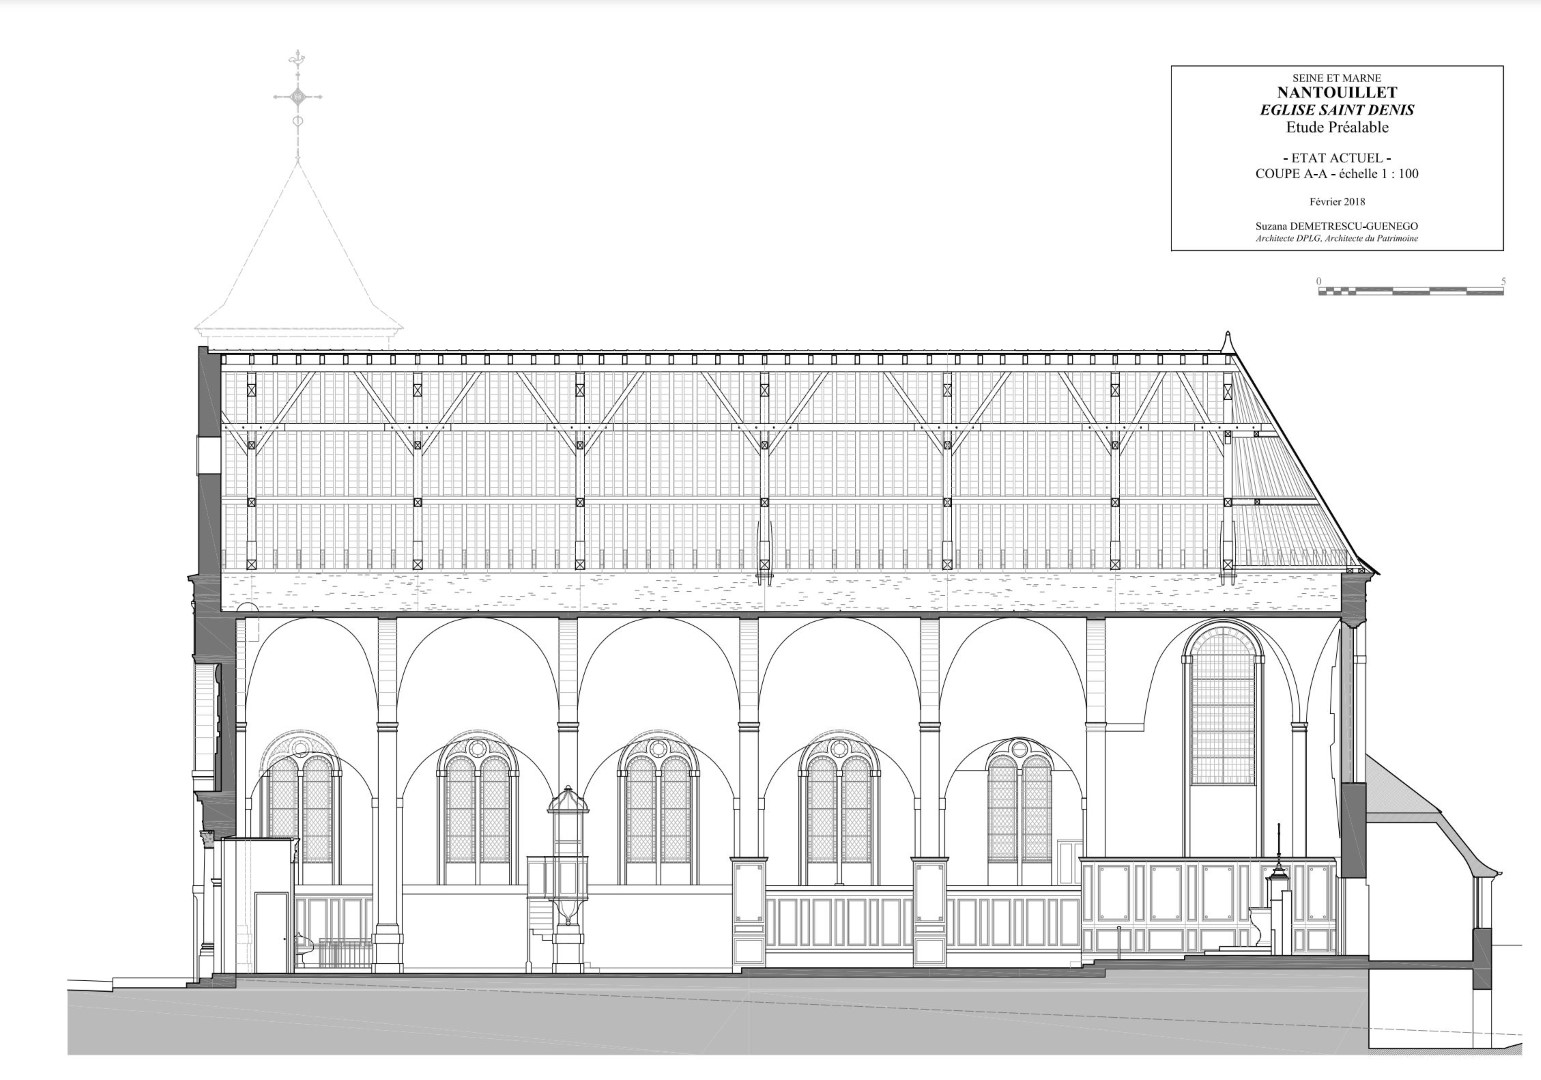 SEINE ET MARNE
NANTOUILLET
EGLISE SAINT DENIS
Etude Préalable
- ETAT ACTUEL -
COUPE A-A - échelle 1 : 100
Février 2018
Suzana DEMETRESCU-GUENEGO
Architecte DPLG, Architecte du Patrimoine
0 5